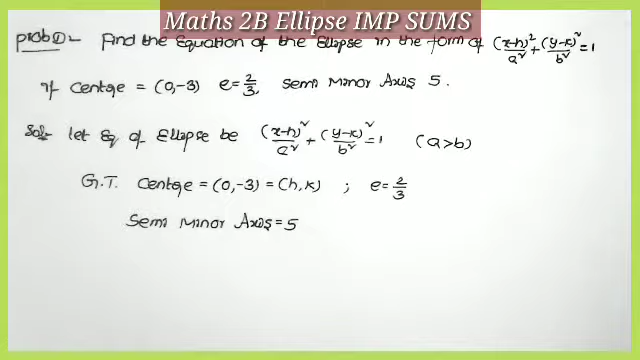 Maths 2B Ellipse IMP SUMS
prob ① :- Find the Equation of the Ellipse in the form of (x-h)²/a² + (y-k)²/b² = 1
if Centre = (0,-3) e = 2/3, Semi Minor Axis 5.
Sol:- let Eq of Ellipse be (x-h)²/a² + (y-k)²/b² = 1 (a>b)
G.T. Centre = (0,-3) = (h,k) ; e = 2/3
Semi Minor Axis = 5